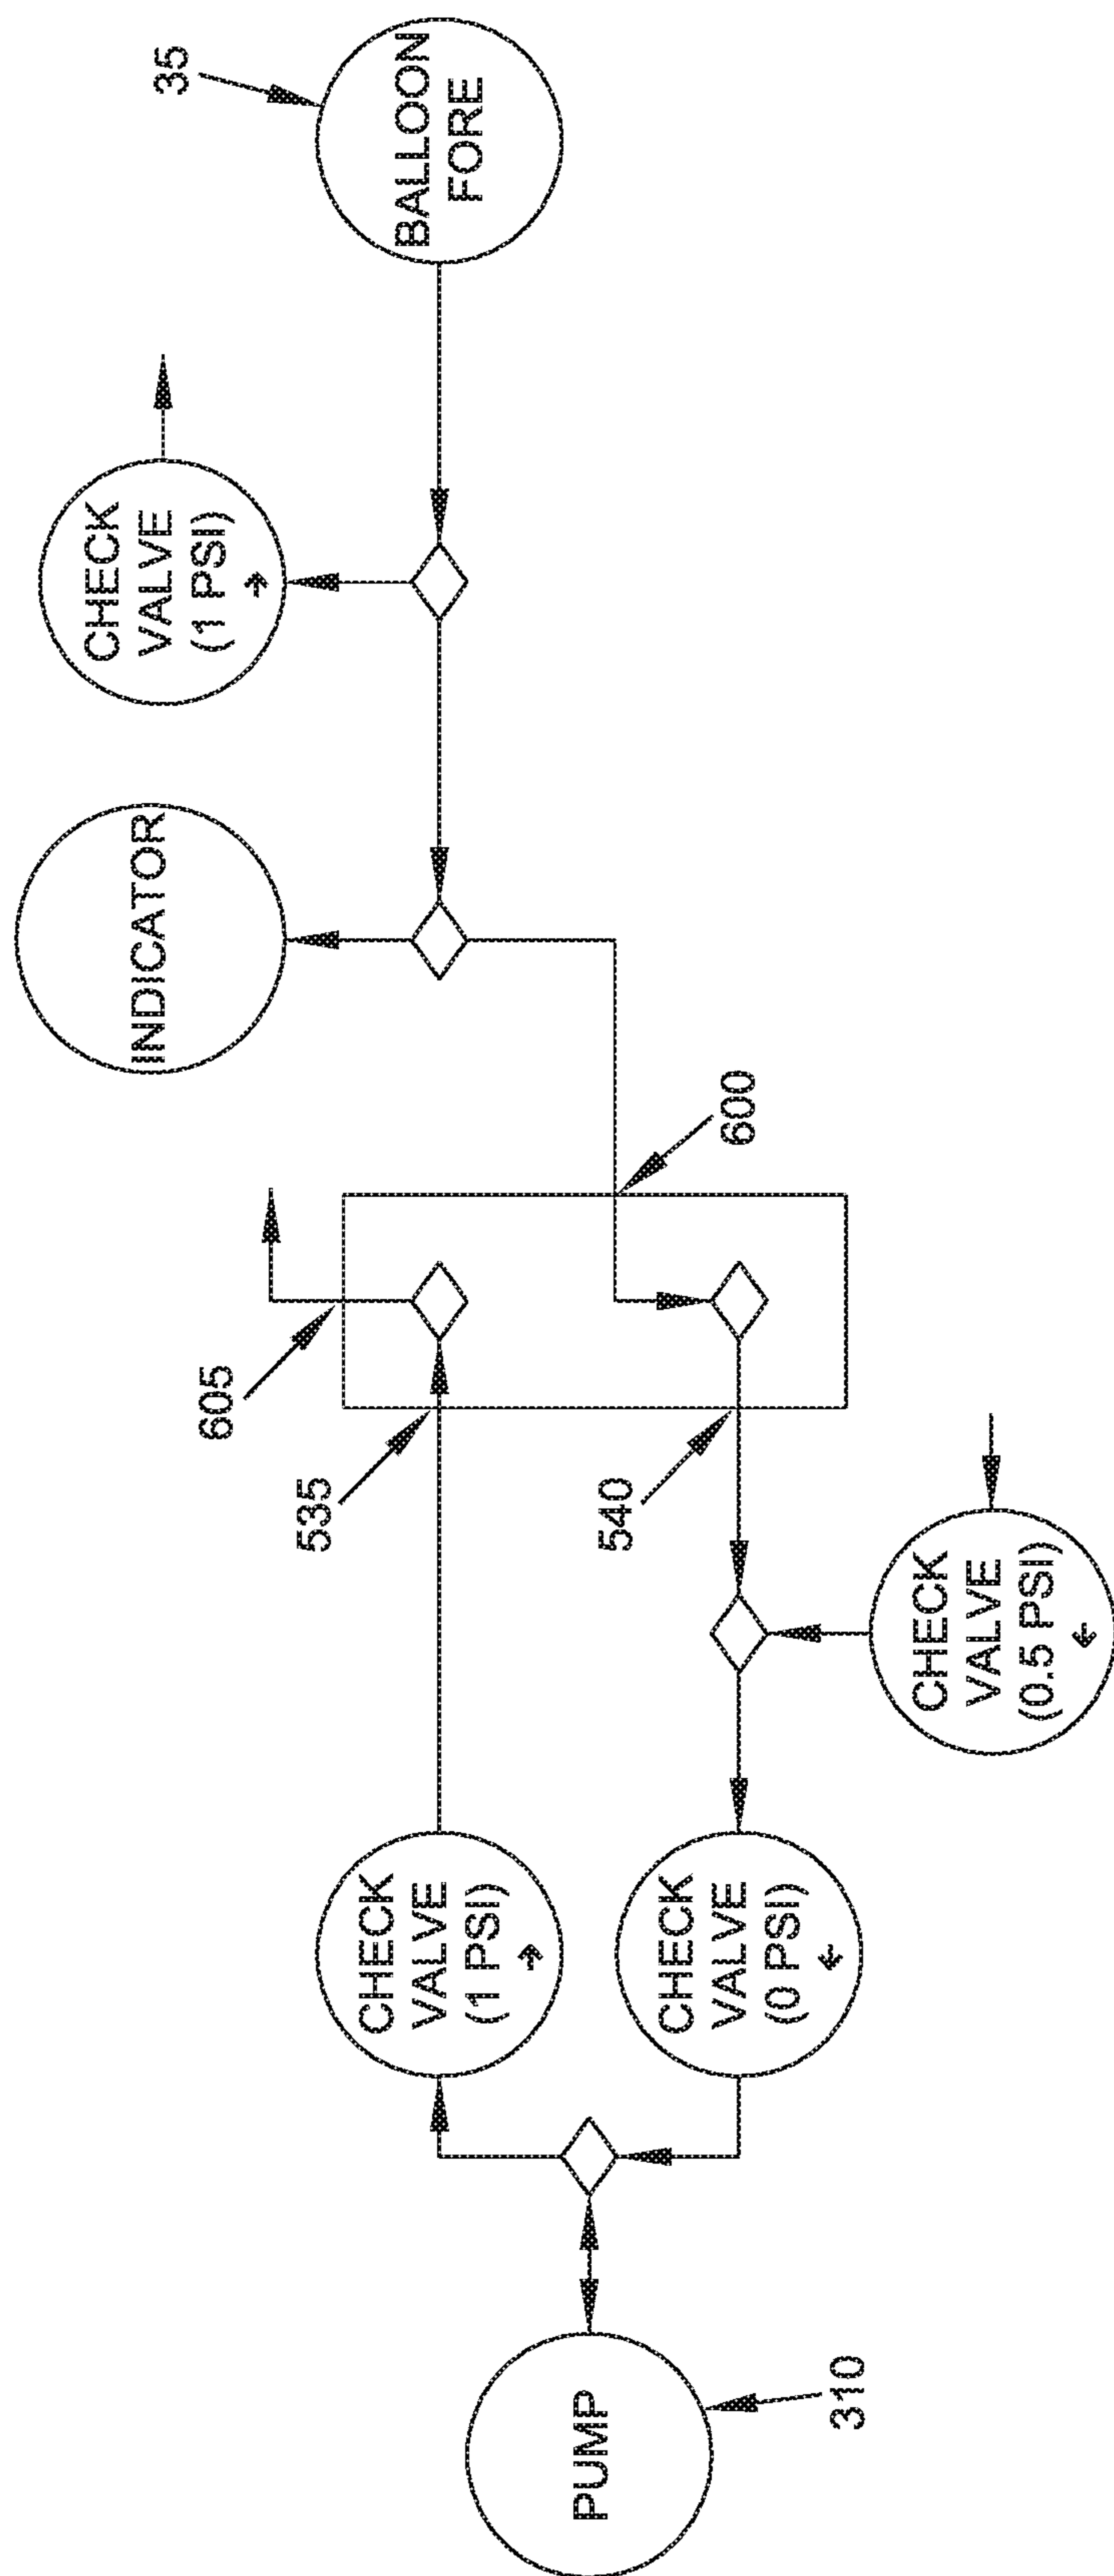 35
BALLOON
FORE
CHECK
VALVE
(1 PSI)
INDICATOR
600
605
535
540
CHECK
VALVE
(0.5 PSI)
CHECK
VALVE
(1 PSI)
CHECK
VALVE
(0 PSI)
PUMP
310